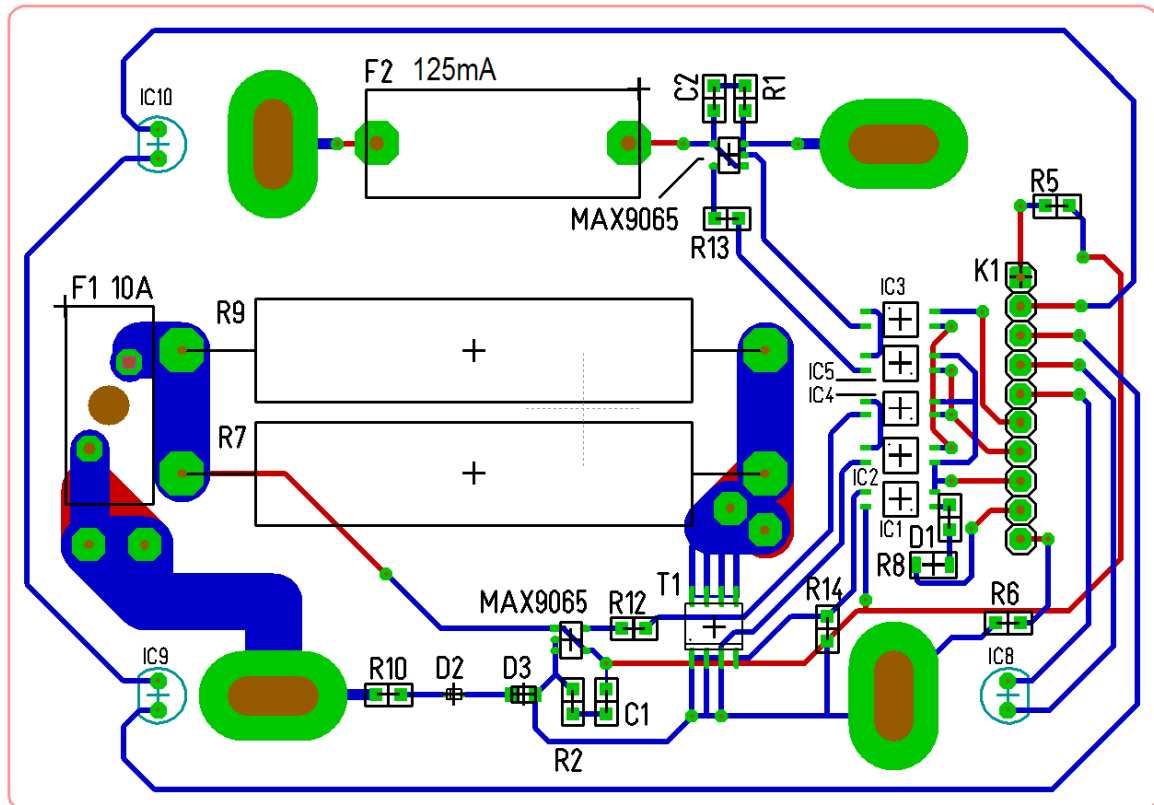 F2 125mA
C2
R1
IC10
MAX9065
R13
R5
K1
F1 10A
R9
IC3
IC5
IC4
R7
IC2
IC1
D1
R8
T1
MAX9065
R12
R14
R6
IC9
R10
D2
D3
IC8
C1
R2